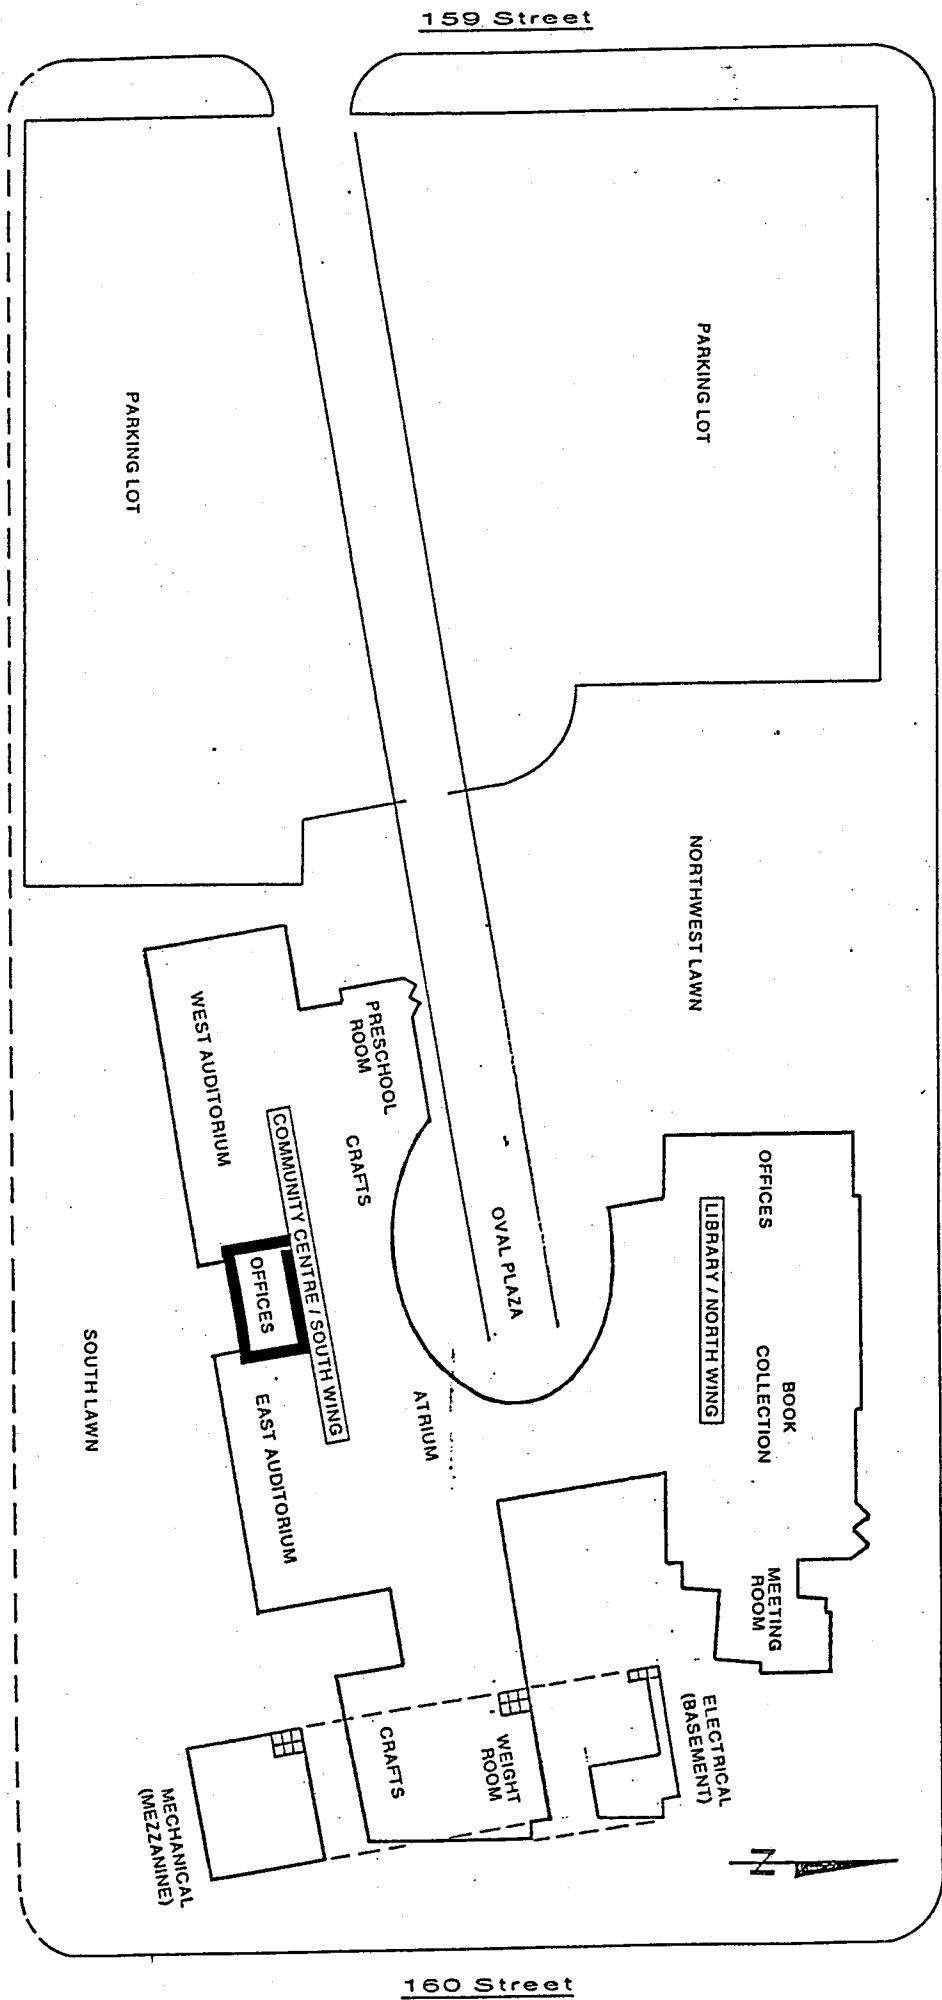 159 Street
PARKING LOT
PARKING LOT
NORTHWEST LAWN
WEST AUDITORIUM
PRESCHOOL
ROOM
CRAFTS
COMMUNITY CENTRE / SOUTH WING
OFFICES
OVAL PLAZA
OFFICES
LIBRARY / NORTH WING
BOOK
COLLECTION
SOUTH LAWN
EAST AUDITORIUM
ATRIUM
MEETING
ROOM
ELECTRICAL
(BASEMENT)
WEIGHT
ROOM
CRAFTS
MECHANICAL
(MEZZANINE)
N
160 Street